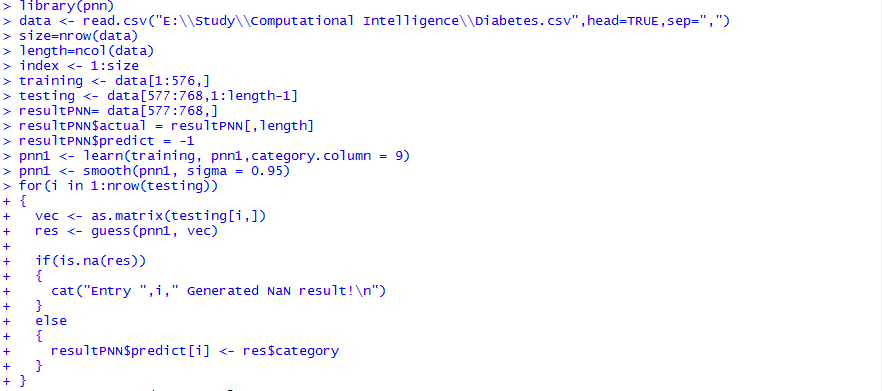 > library(pnn)
> data <- read.csv("E:\\Study\\Computational Intelligence\\Diabetes.csv",head=TRUE,sep=",")
> size=nrow(data)
> length=ncol(data)
> index <- 1:size
> training <- data[1:576,]
> testing <- data[577:768,1:length-1]
> resultPNN= data[577:768,]
> resultPNN$actual = resultPNN[,length]
> resultPNN$predict = -1
> pnn1 <- learn(training, pnn1,category.column = 9)
> pnn1 <- smooth(pnn1, sigma = 0.95)
> for(i in 1:nrow(testing))
+ {
+   vec <- as.matrix(testing[i,])
+   res <- guess(pnn1, vec)
+
+   if(is.na(res))
+   {
+     cat("Entry ",i," Generated NaN result!\n")
+   }
+   else
+   {
+     resultPNN$predict[i] <- res$category
+   }
+ }